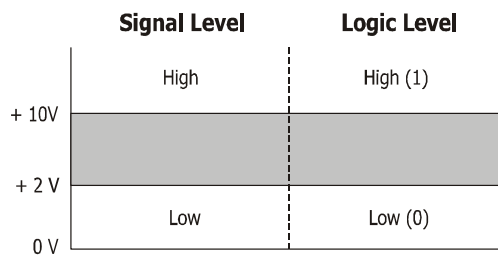 Signal Level Logic Level
High High (1)
+ 10V
+ 2 V
Low Low (0)
0 V